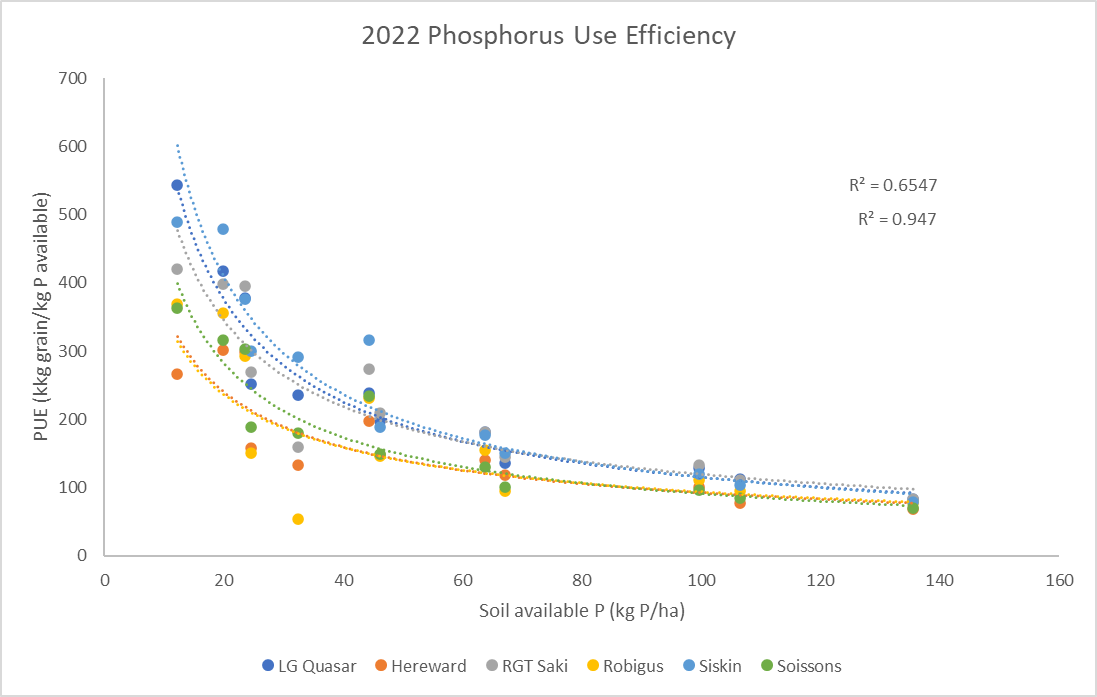 2022 Phosphorus Use Efficiency
700
600
500
400
300
200
100
0
PUE (kkg grain/kg P available)
R² = 0.6547
R² = 0.947
0 20 40 60 80 100 120 140 160
Soil available P (kg P/ha)
LG Quasar Hereward RGT Saki Robigus Siskin Soissons